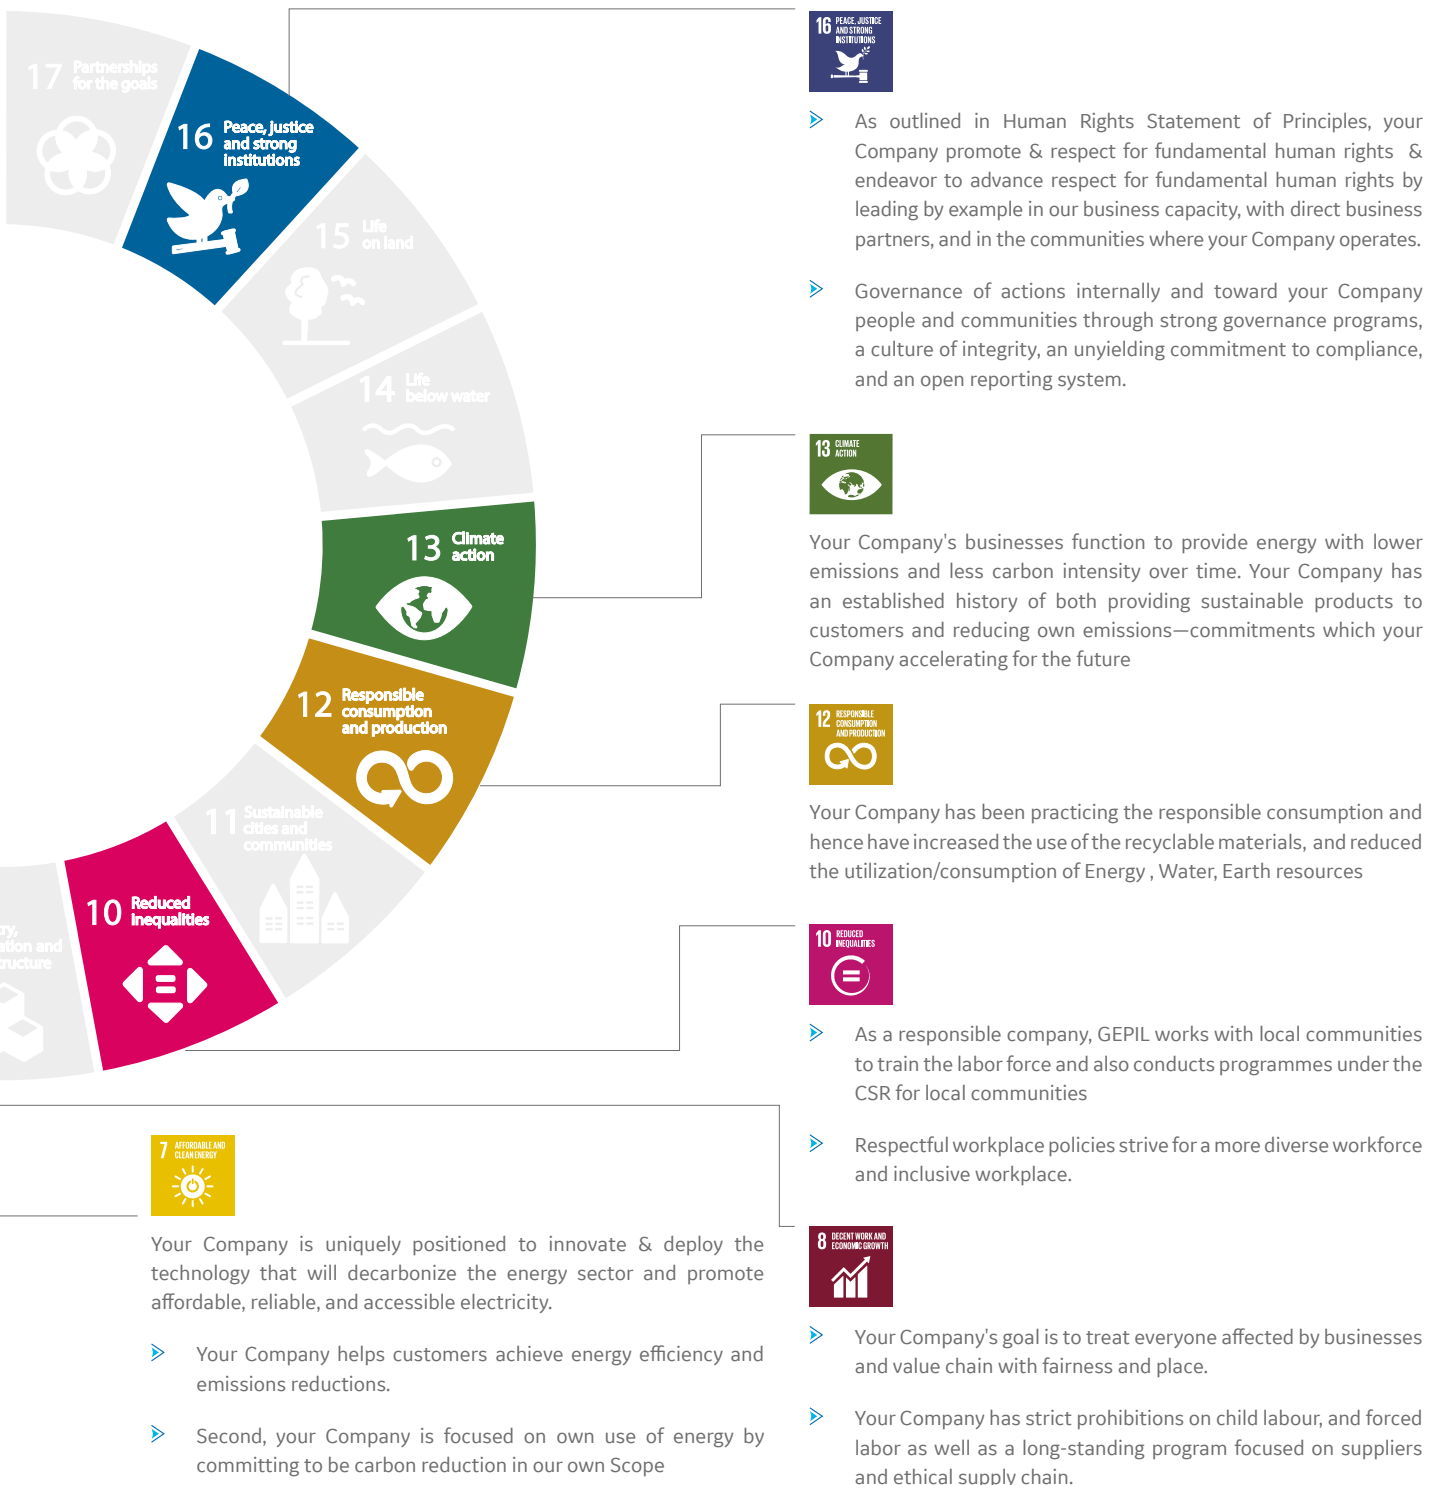 17 Partnerships
for the goals
16 Peace, justice
and strong
institutions
15 Life
on land
14 Life
below water
13 Climate
action
12 Responsible
consumption
and production
11 Sustainable
cities and
communities
10 Reduced
inequalities
try,
ation and
tructure
16 PEACE, JUSTICE
AND STRONG
INSTITUTIONS
As outlined in Human Rights Statement of Principles, your
Company promote & respect for fundamental human rights &
endeavor to advance respect for fundamental human rights by
leading by example in our business capacity, with direct business
partners, and in the communities where your Company operates.
Governance of actions internally and toward your Company
people and communities through strong governance programs,
a culture of integrity, an unyielding commitment to compliance,
and an open reporting system.
13 CLIMATE
ACTION
Your Company's businesses function to provide energy with lower
emissions and less carbon intensity over time. Your Company has
an established history of both providing sustainable products to
customers and reducing own emissions—commitments which your
Company accelerating for the future
12 RESPONSIBLE
CONSUMPTION
AND PRODUCTION
Your Company has been practicing the responsible consumption and
hence have increased the use of the recyclable materials, and reduced
the utilization/consumption of Energy , Water, Earth resources
10 REDUCED
INEQUALITIES
As a responsible company, GEPIL works with local communities
to train the labor force and also conducts programmes under the
CSR for local communities
Respectful workplace policies strive for a more diverse workforce
and inclusive workplace.
7 AFFORDABLE AND
CLEAN ENERGY
Your Company is uniquely positioned to innovate & deploy the
technology that will decarbonize the energy sector and promote
affordable, reliable, and accessible electricity.
Your Company helps customers achieve energy efficiency and
emissions reductions.
Second, your Company is focused on own use of energy by
committing to be carbon reduction in our own Scope
8 DECENT WORK AND
ECONOMIC GROWTH
Your Company's goal is to treat everyone affected by businesses
and value chain with fairness and place.
Your Company has strict prohibitions on child labour, and forced
labor as well as a long-standing program focused on suppliers
and ethical supply chain.